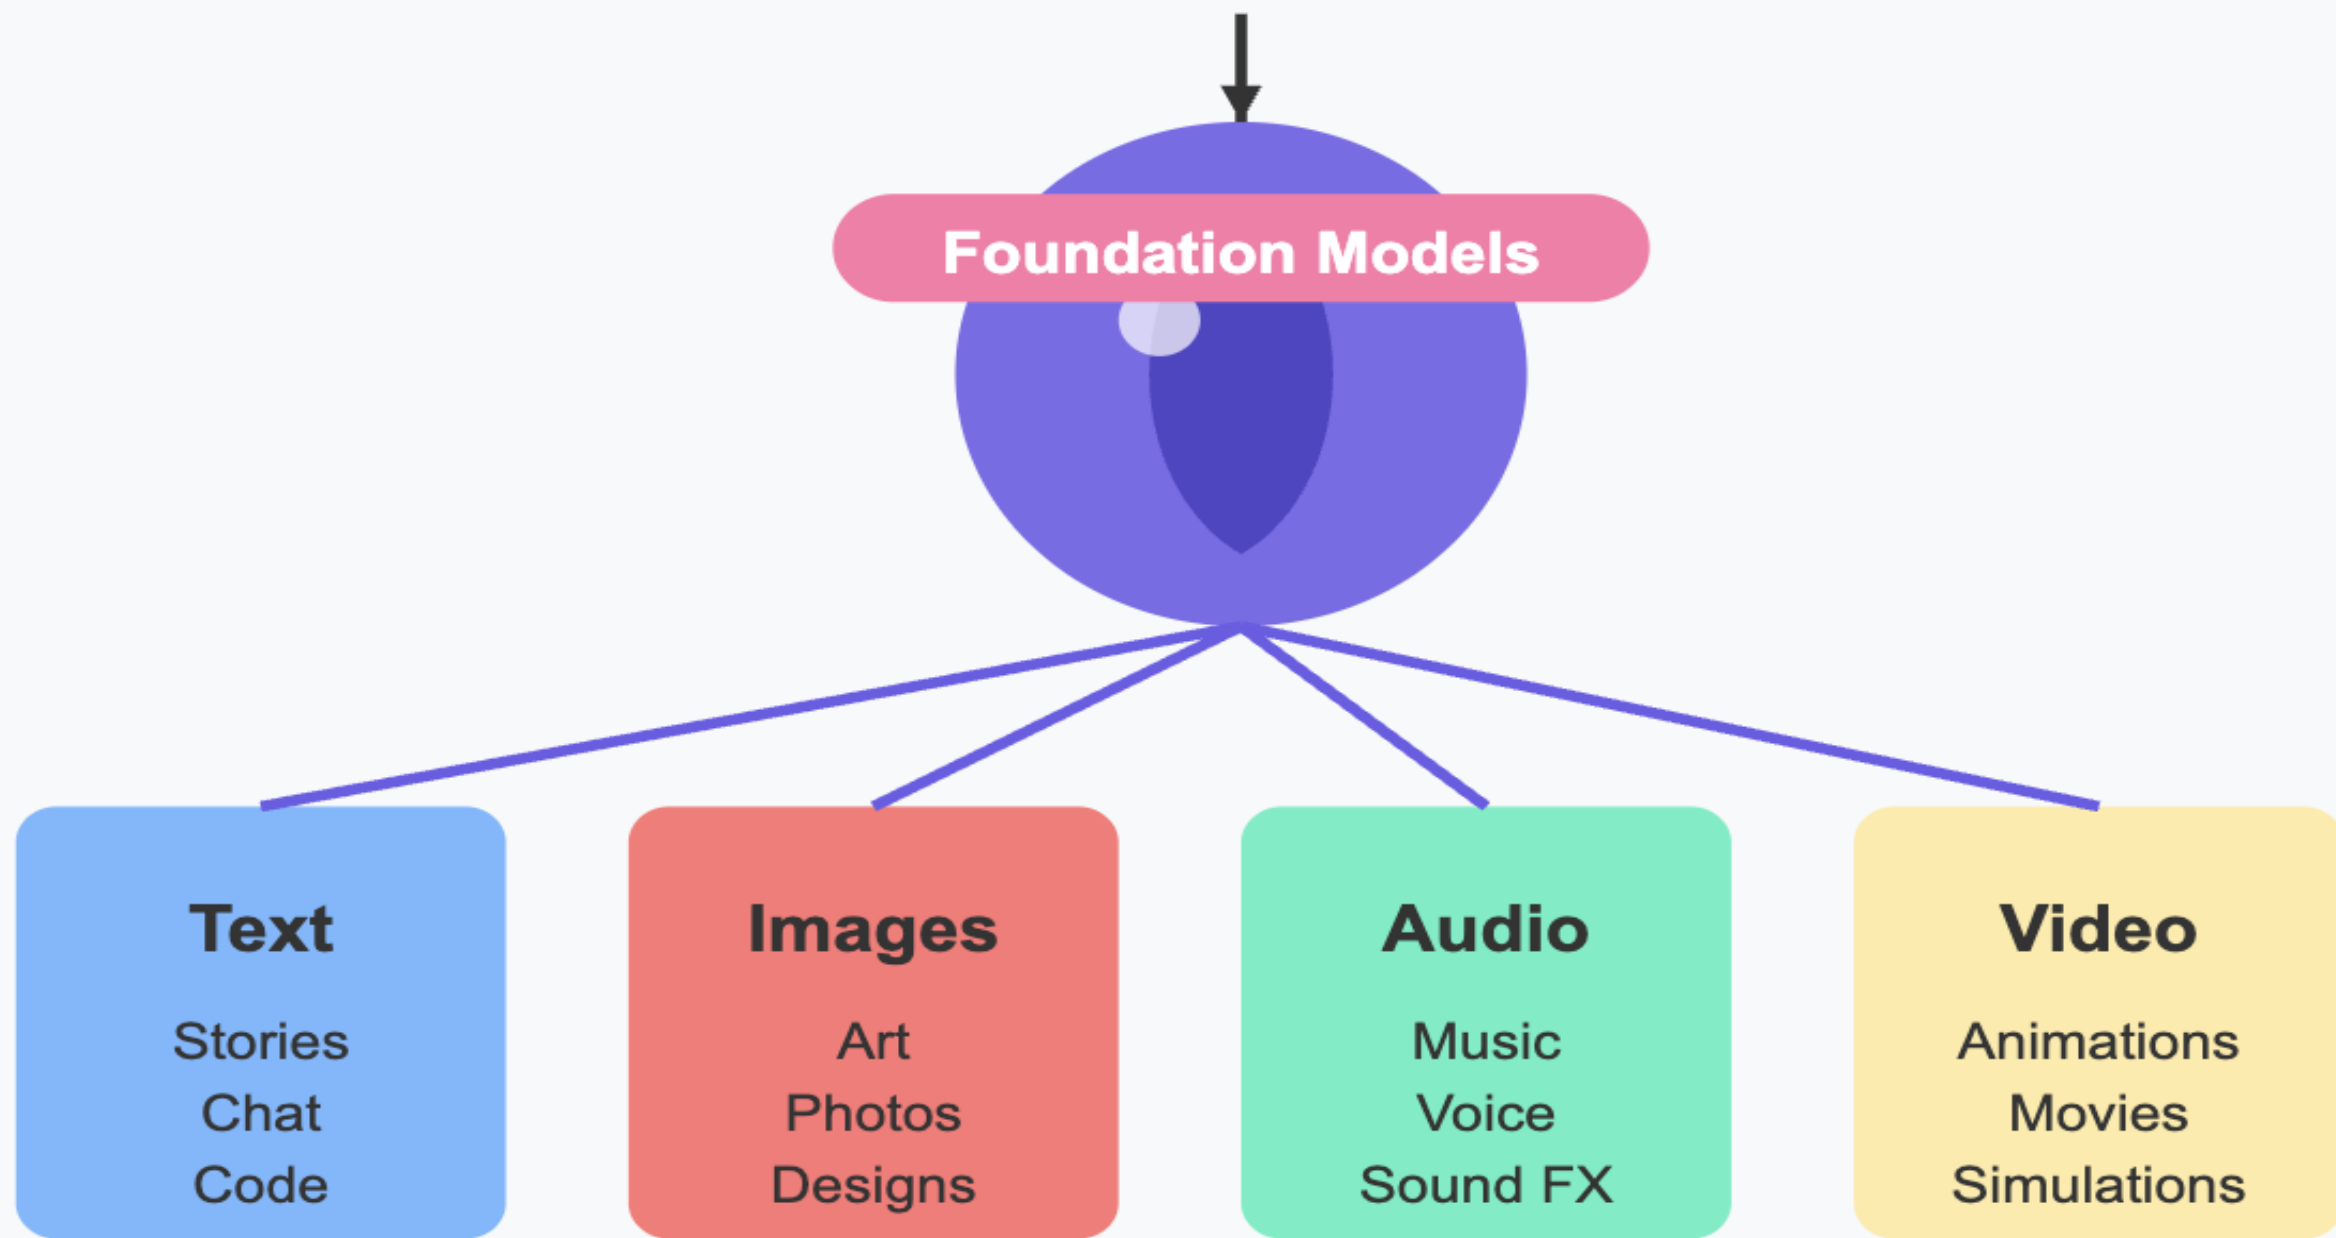 Foundation Models
Text
Stories
Chat
Code
Images
Art
Photos
Designs
Audio
Music
Voice
Sound FX
Video
Animations
Movies
Simulations